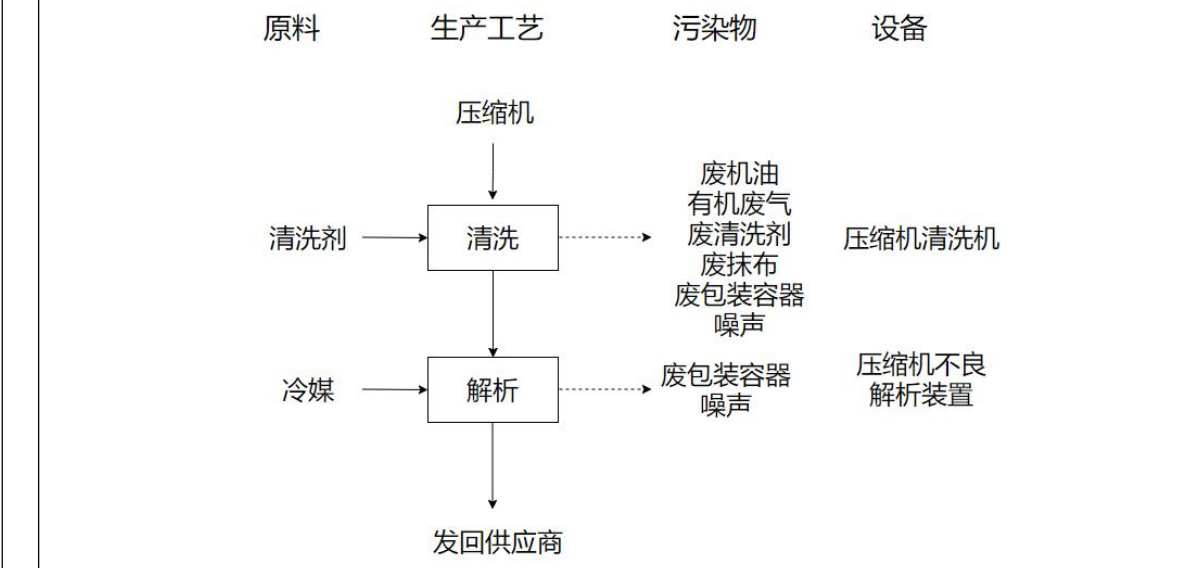 原料 生产工艺 污染物 设备
压缩机
废机油
有机废气
清洗剂 清洗 废清洗剂 压缩机清洗机
废抹布
废包装容器
噪声
冷媒 解析 废包装容器 压缩机不良
噪声 解析装置
发回供应商